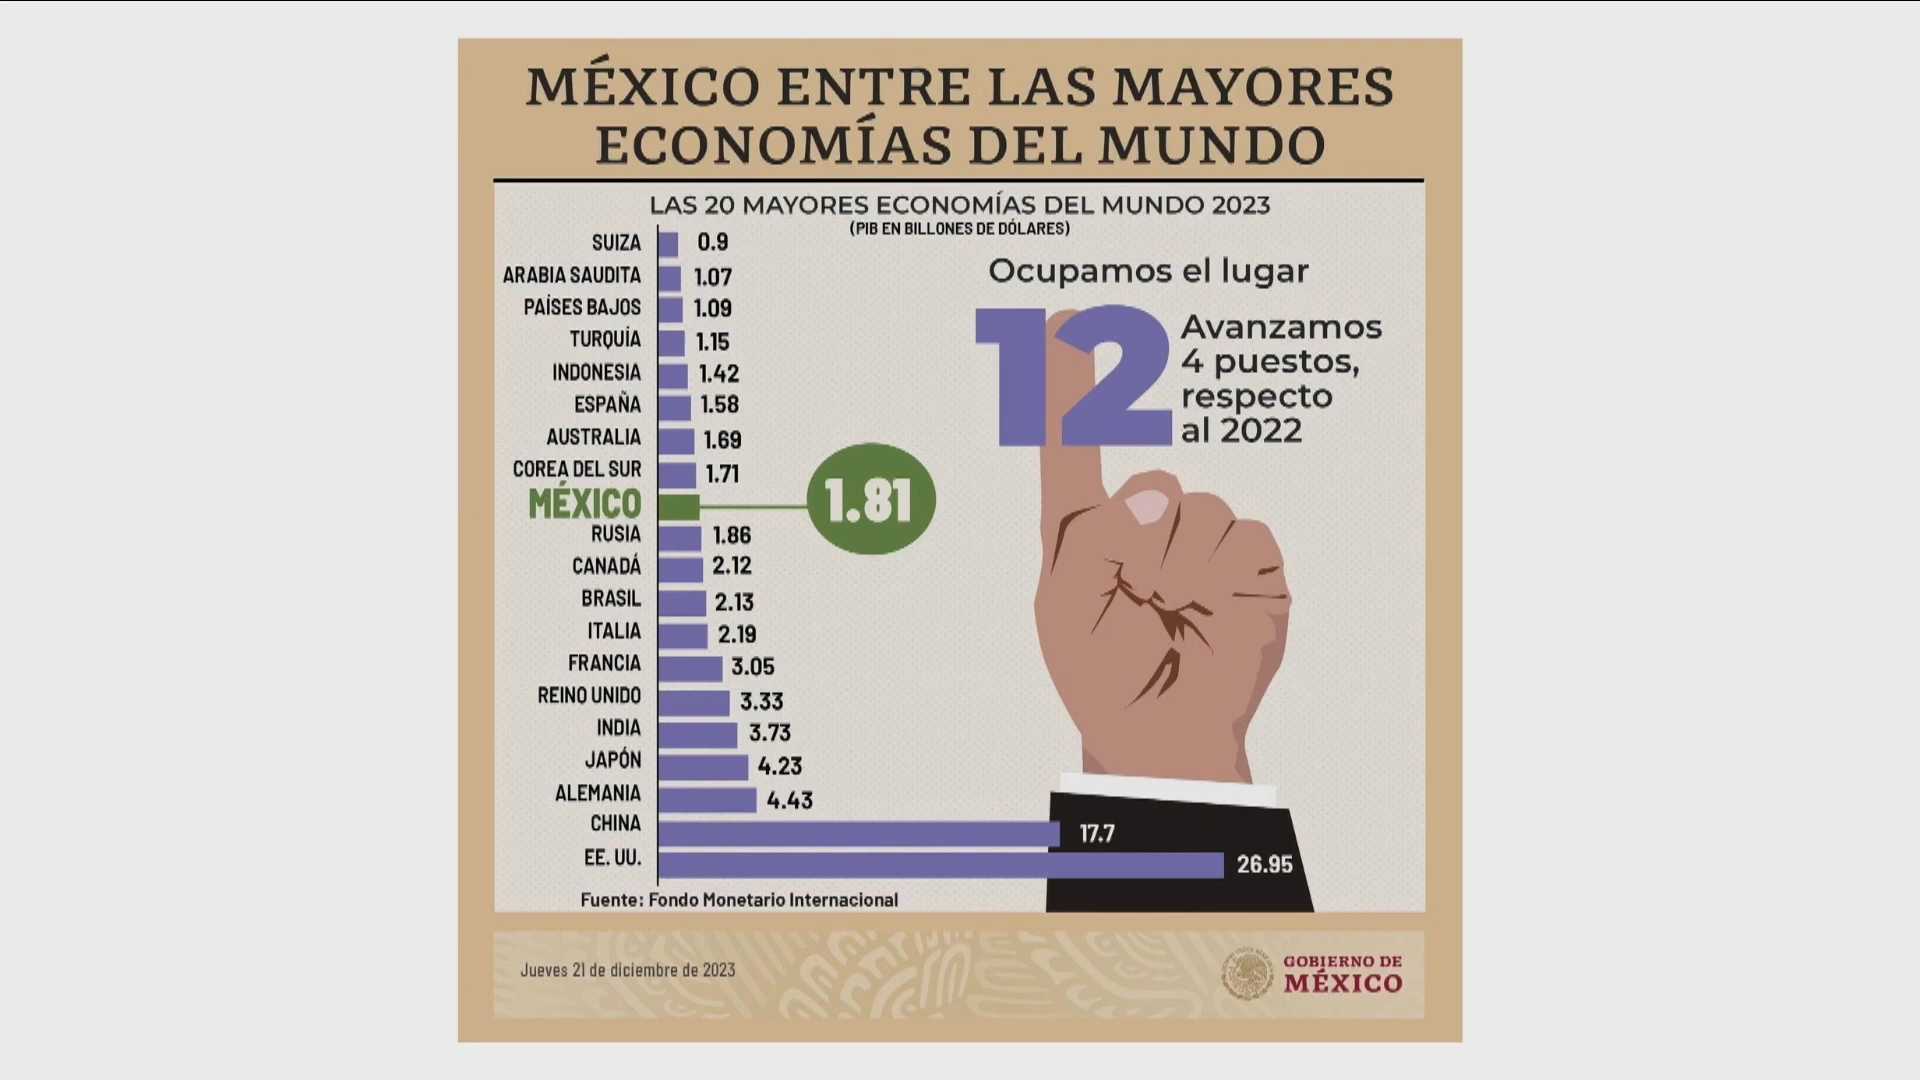 MÉXICO ENTRE LAS MAYORES
ECONOMÍAS DEL MUNDO
LAS 20 MAYORES ECONOMÍAS DEL MUNDO 2023
(PIB EN BILLONES DE DÓLARES)
SUIZA 0.9
ARABIA SAUDITA 1.07
PAÍSES BAJOS 1.09
TURQUÍA 1.15
INDONESIA 1.42
ESPAÑA 1.58
AUSTRALIA 1.69
COREA DEL SUR 1.71
MÉXICO 1.81
RUSIA 1.86
CANADÁ 2.12
BRASIL 2.13
ITALIA 2.19
FRANCIA 3.05
REINO UNIDO 3.33
INDIA 3.73
JAPÓN 4.23
ALEMANIA 4.43
CHINA 17.7
EE. UU. 26.95
Ocupamos el lugar
12
Avanzamos
4 puestos,
respecto
al 2022
Fuente: Fondo Monetario Internacional
Jueves 21 de diciembre de 2023
GOBIERNO DE
MÉXICO